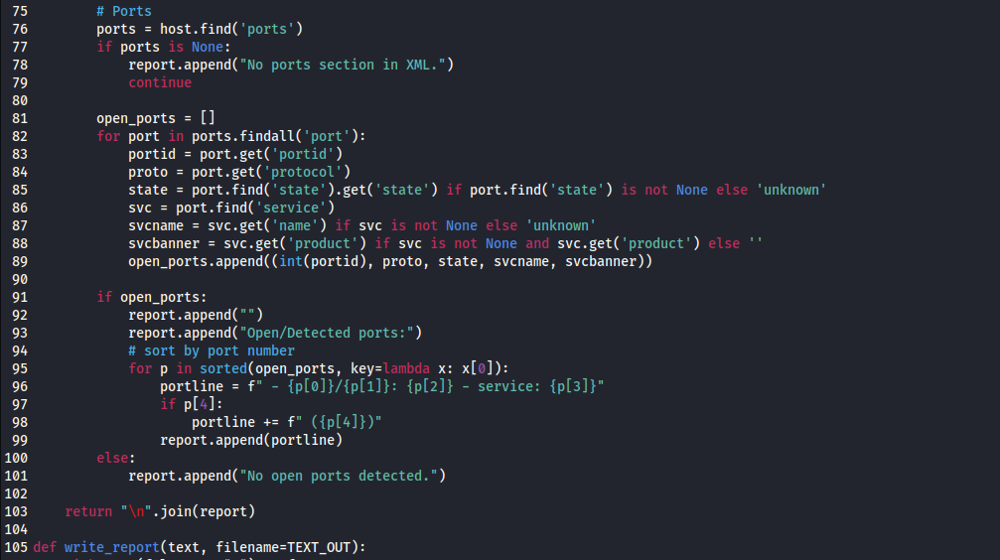 75         # Ports
76         ports = host.find('ports')
77         if ports is None:
78             report.append("No ports section in XML.")
79             continue
80
81         open_ports = []
82         for port in ports.findall('port'):
83             portid = port.get('portid')
84             proto = port.get('protocol')
85             state = port.find('state').get('state') if port.find('state') is not None else 'unknown'
86             svc = port.find('service')
87             svcname = svc.get('name') if svc is not None else 'unknown'
88             svcbanner = svc.get('product') if svc is not None and svc.get('product') else ''
89             open_ports.append((int(portid), proto, state, svcname, svcbanner))
90
91         if open_ports:
92             report.append("")
93             report.append("Open/Detected ports:")
94             # sort by port number
95             for p in sorted(open_ports, key=lambda x: x[0]):
96                 portline = f" - {p[0]}/{p[1]}: {p[2]} - service: {p[3]}"
97                 if p[4]:
98                     portline += f" ({p[4]})"
99                 report.append(portline)
100         else:
101             report.append("No open ports detected.")
102
103     return "\n".join(report)
104
105 def write_report(text, filename=TEXT_OUT):